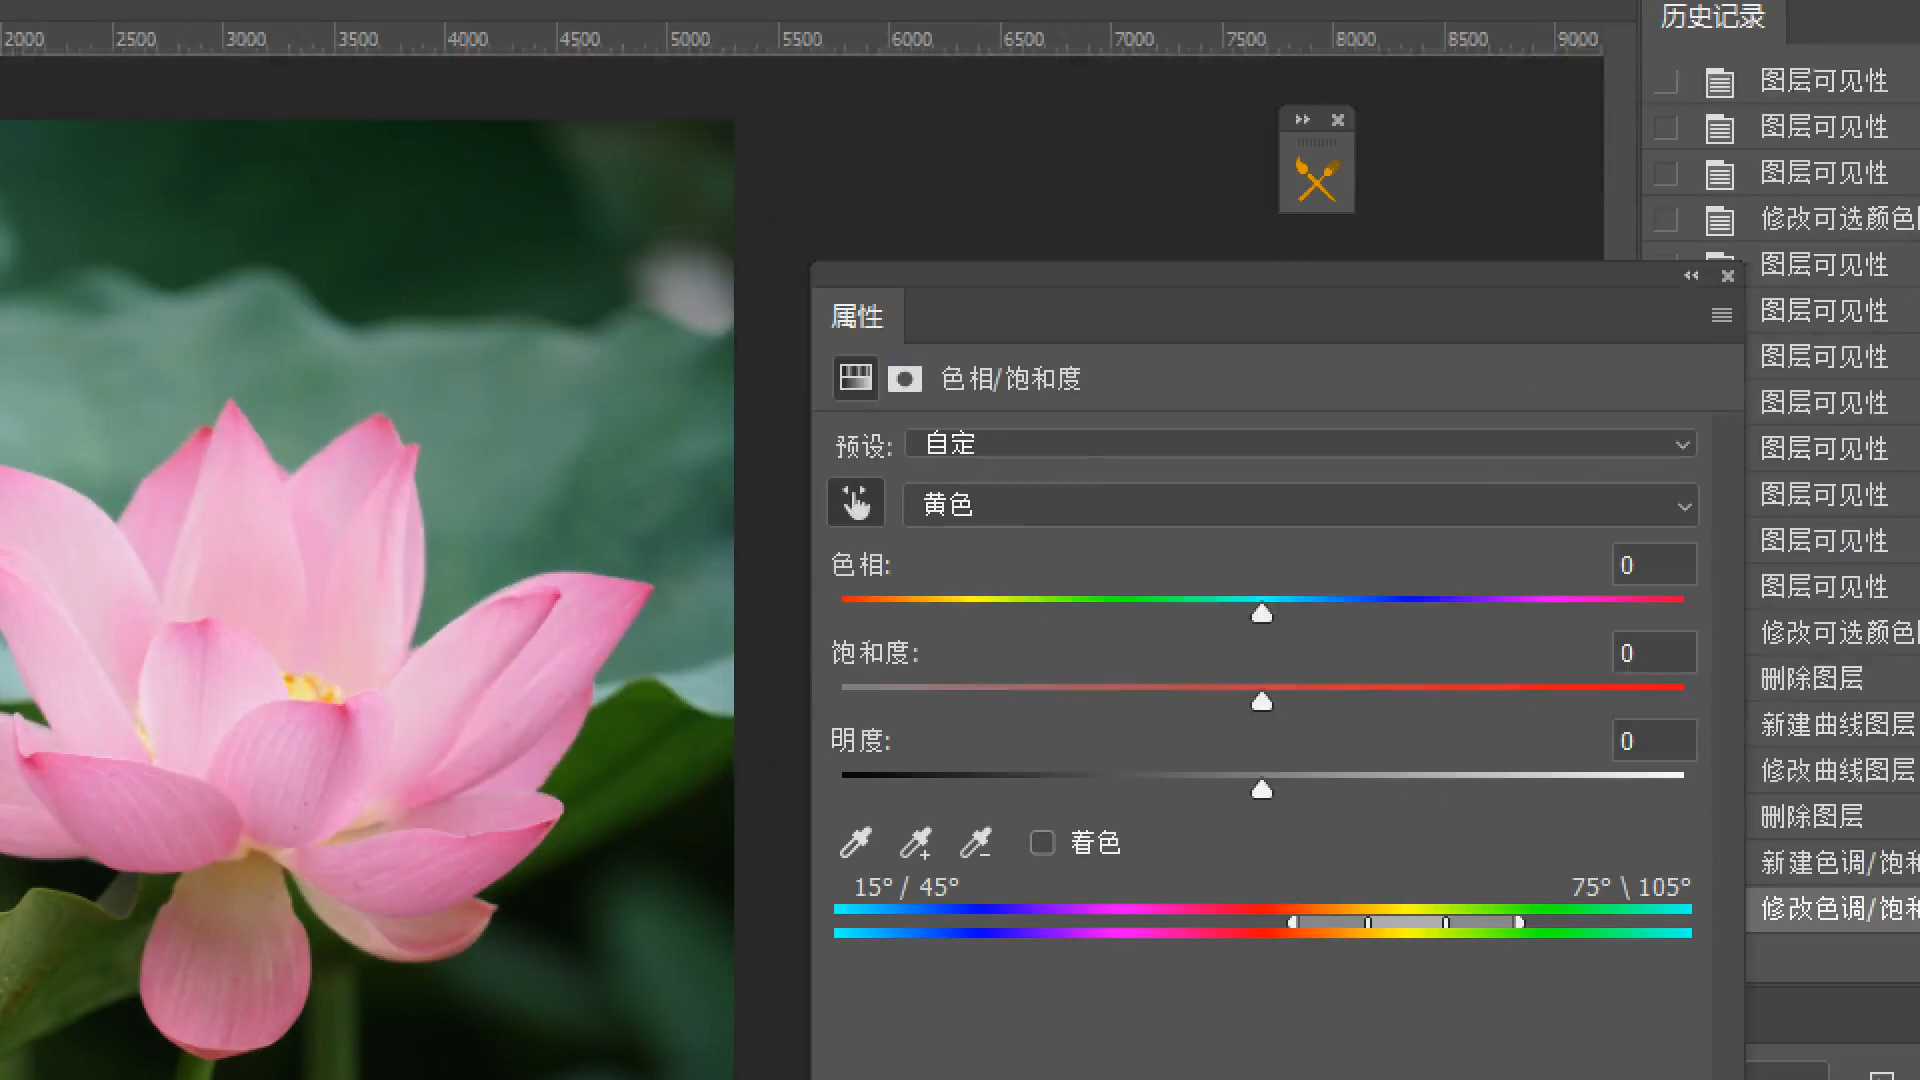 2000 2500 3000 3500 4000 4500 5000 5500 6000 6500 7000 7500 8000 8500 9000
历史记录
图层可见性
图层可见性
图层可见性
修改可选颜色
图层可见性
图层可见性
图层可见性
图层可见性
图层可见性
图层可见性
图层可见性
图层可见性
修改可选颜色
删除图层
新建曲线图层
修改曲线图层
删除图层
新建色调/饱和
修改色调/饱和
属性
色相/饱和度
预设: 自定
黄色
色相: 0
饱和度: 0
明度: 0
着色
15° / 45° 75° \ 105°